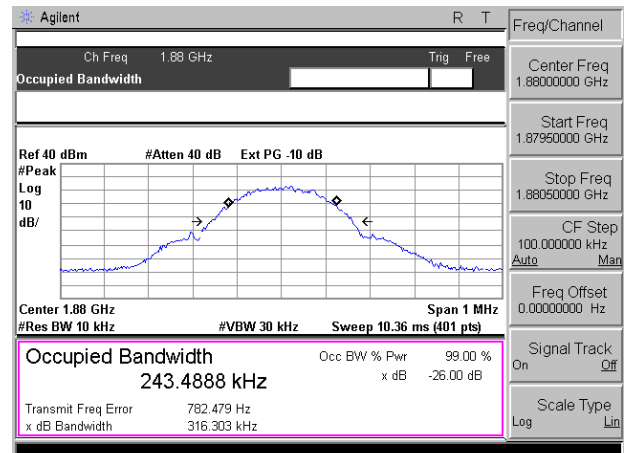 Agilent R T
Ch Freq 1.88 GHz Trig Free
Occupied Bandwidth
Ref 40 dBm #Atten 40 dB Ext PG -10 dB
#Peak
Log
10
dB/
Center 1.88 GHz Span 1 MHz
#Res BW 10 kHz #VBW 30 kHz Sweep 10.36 ms (401 pts)
Occupied Bandwidth Occ BW % Pwr 99.00 %
243.4888 kHz x dB -26.00 dB
Transmit Freq Error 782.479 Hz
x dB Bandwidth 316.303 kHz
Freq/Channel
Center Freq
1.88000000 GHz
Start Freq
1.87950000 GHz
Stop Freq
1.88050000 GHz
CF Step
100.000000 kHz
Auto Man
Freq Offset
0.00000000 Hz
Signal Track
On Off
Scale Type
Log Lin